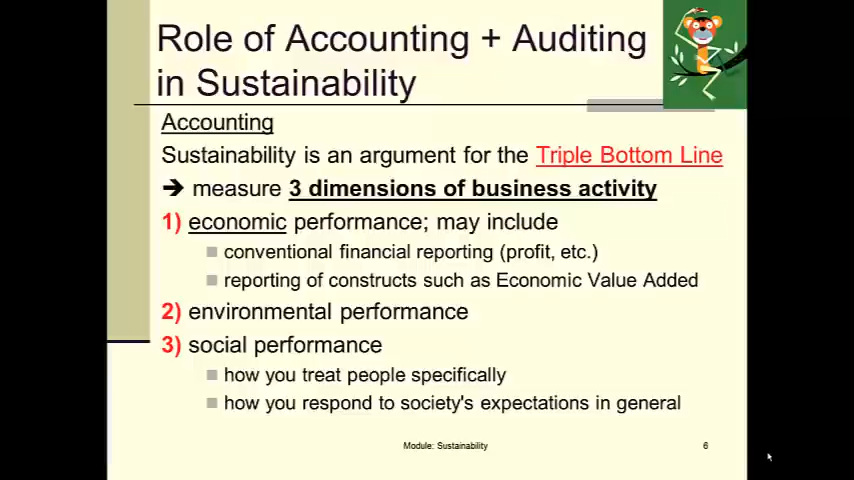 Role of Accounting + Auditing
in Sustainability
Accounting
Sustainability is an argument for the Triple Bottom Line
➔ measure 3 dimensions of business activity
1) economic performance; may include
■ conventional financial reporting (profit, etc.)
■ reporting of constructs such as Economic Value Added
2) environmental performance
3) social performance
■ how you treat people specifically
■ how you respond to society's expectations in general
Module: Sustainability
6